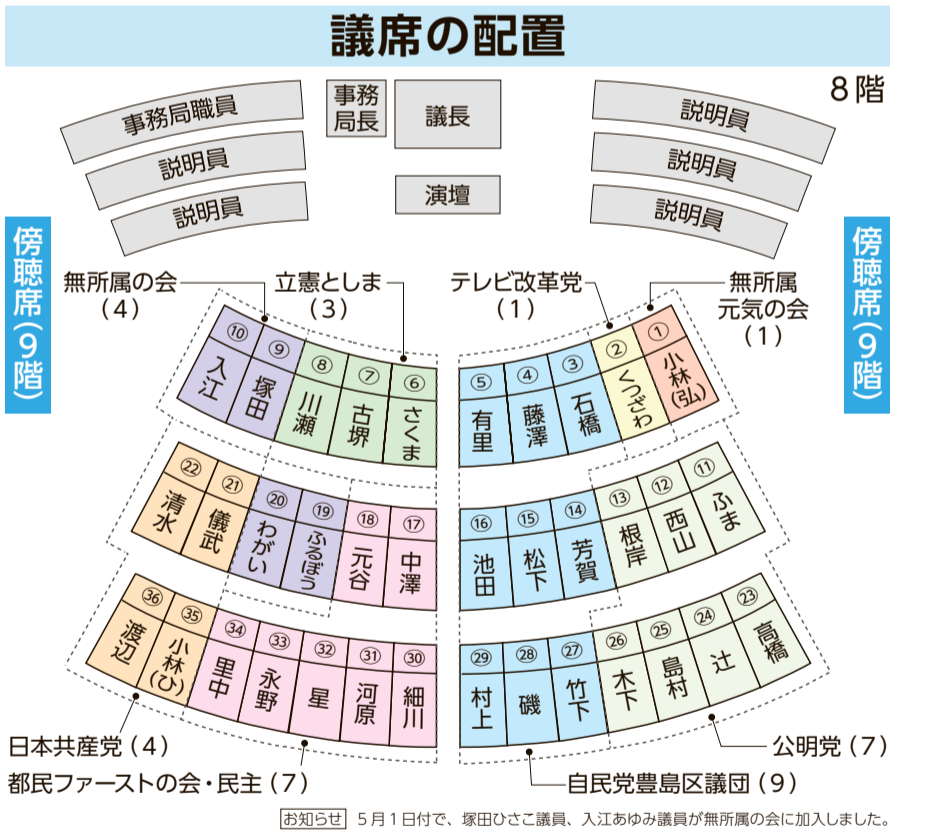 議席の配置
8階
事務局職員
事務
局長
議長
説明員
説明員
説明員
説明員
演壇
説明員
説明員
傍聴席（9階）
傍聴席（9階）
無所属の会
（4）
立憲としま
（3）
テレビ改革党
（1）
無所属
元気の会
（1）
⑩ 入江
⑨ 塚田
⑧ 川瀬
⑦ 古堺
⑥ さくま
⑤ 有里
④ 藤澤
③ 石橋
② くつざわ
① 小林(弘)
㉒ 清水
㉑ 儀武
⑳ わがい
⑲ ふるぼう
⑱ 元谷
⑰ 中澤
⑯ 池田
⑮ 松下
⑭ 芳賀
⑬ 根岸
⑫ 西山
⑪ ふま
㊱ 渡辺
㉟ 小林(ひ)
㉞ 里中
㉝ 永野
㉜ 星
㉛ 河原
㉚ 細川
㉙ 村上
㉘ 磯
㉗ 竹下
㉖ 木下
㉕ 島村
㉔ 辻
㉓ 高橋
日本共産党（4）
公明党（7）
都民ファーストの会・民主（7）
自民党豊島区議団（9）
お知らせ 5月1日付で、塚田ひさこ議員、入江あゆみ議員が無所属の会に加入しました。